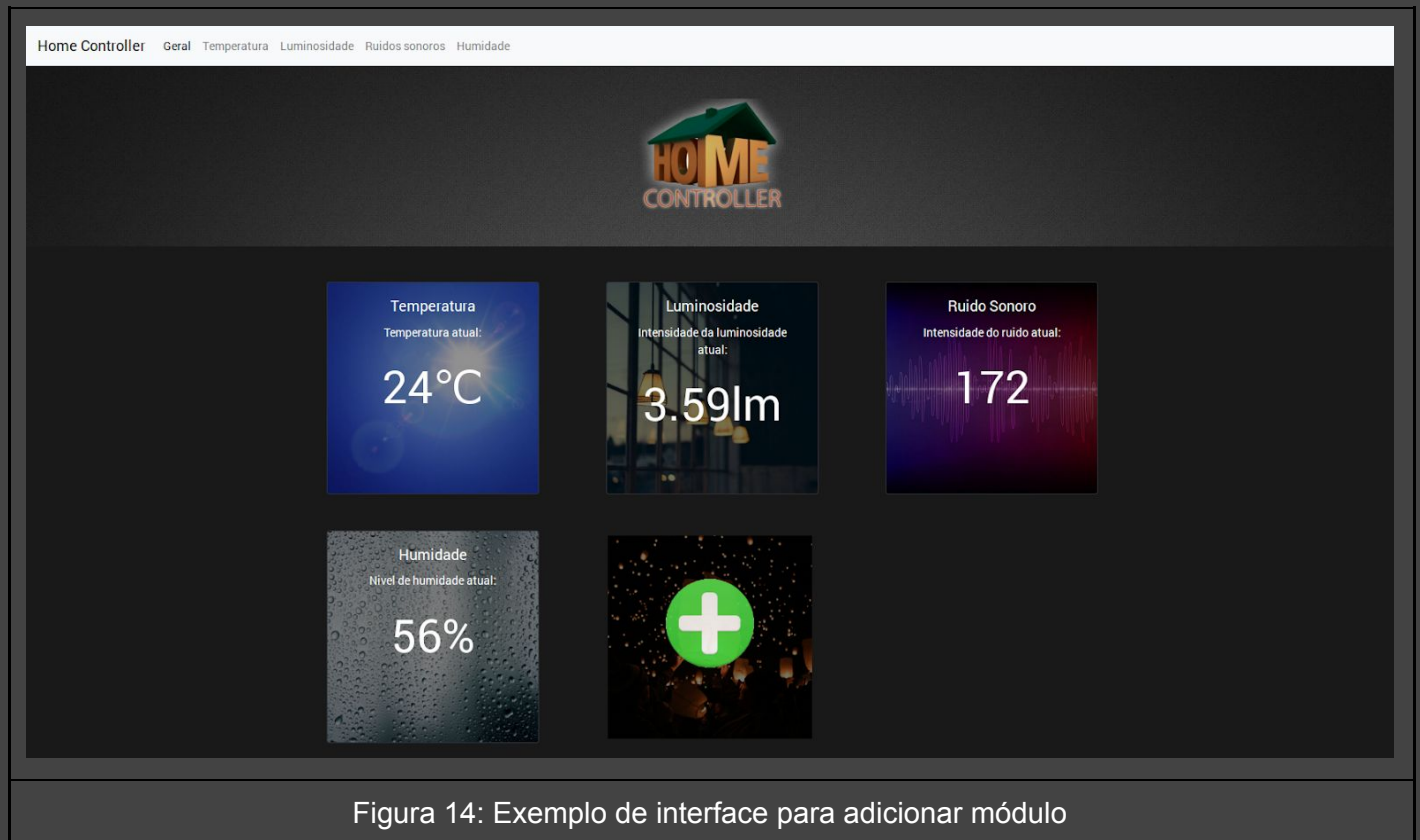 Home Controller Geral Temperatura Luminosidade Ruidos sonoros Humidade
HOME
CONTROLLER
Temperatura
Temperatura atual:
24°C
Luminosidade
Intensidade da luminosidade
atual:
3.59lm
Ruido Sonoro
Intensidade do ruido atual:
172
Humidade
Nivel de humidade atual:
56%
Figura 14: Exemplo de interface para adicionar módulo